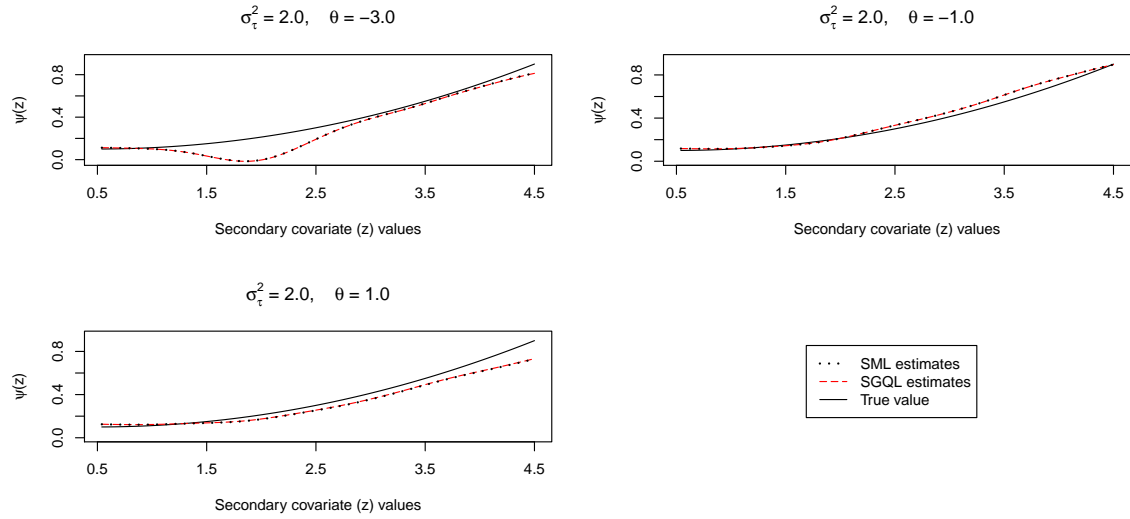 σ²τ = 2.0, θ = −3.0
ψ(z)
0.0 0.4 0.8
0.5 1.5 2.5 3.5 4.5
Secondary covariate (z) values
σ²τ = 2.0, θ = −1.0
ψ(z)
0.0 0.4 0.8
0.5 1.5 2.5 3.5 4.5
Secondary covariate (z) values
σ²τ = 2.0, θ = 1.0
ψ(z)
0.0 0.4 0.8
0.5 1.5 2.5 3.5 4.5
Secondary covariate (z) values
SML estimates
SGQL estimates
True value